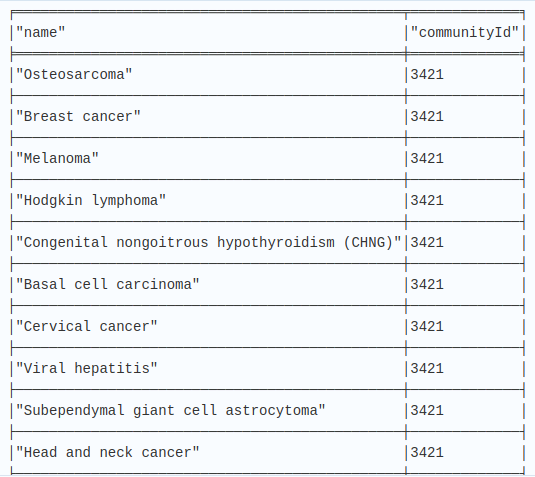 "name" "communityId"
"Osteosarcoma" 3421
"Breast cancer" 3421
"Melanoma" 3421
"Hodgkin lymphoma" 3421
"Congenital nongoitrous hypothyroidism (CHNG)" 3421
"Basal cell carcinoma" 3421
"Cervical cancer" 3421
"Viral hepatitis" 3421
"Subependymal giant cell astrocytoma" 3421
"Head and neck cancer" 3421